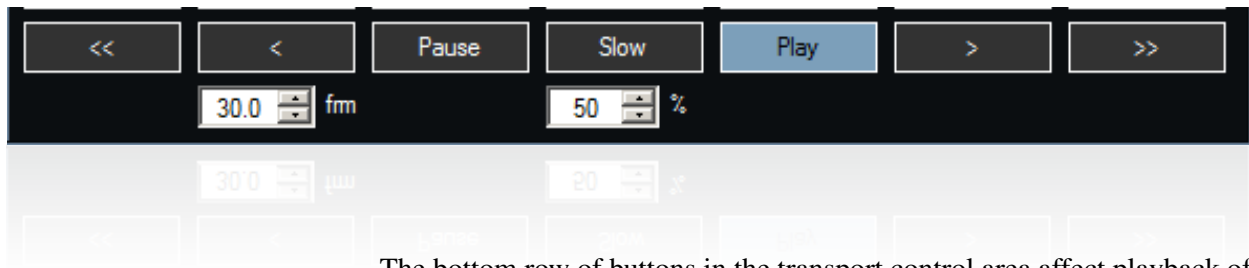 << < Pause Slow Play > >>
30.0 frm 50 %
The bottom row of buttons in the transport control area affect playback of